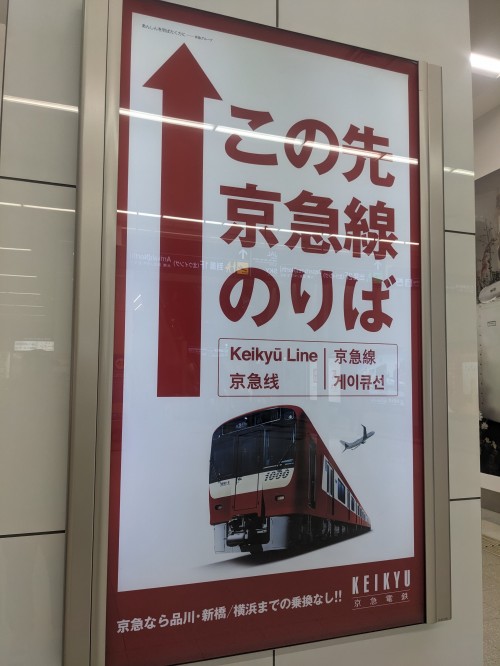 この先
京急線
のりば
Keikyū Line
京急線
京急线
게이큐선
1000
京急なら品川・新橋/横浜までの乗換なし!!
KEIKYU
京急電鉄